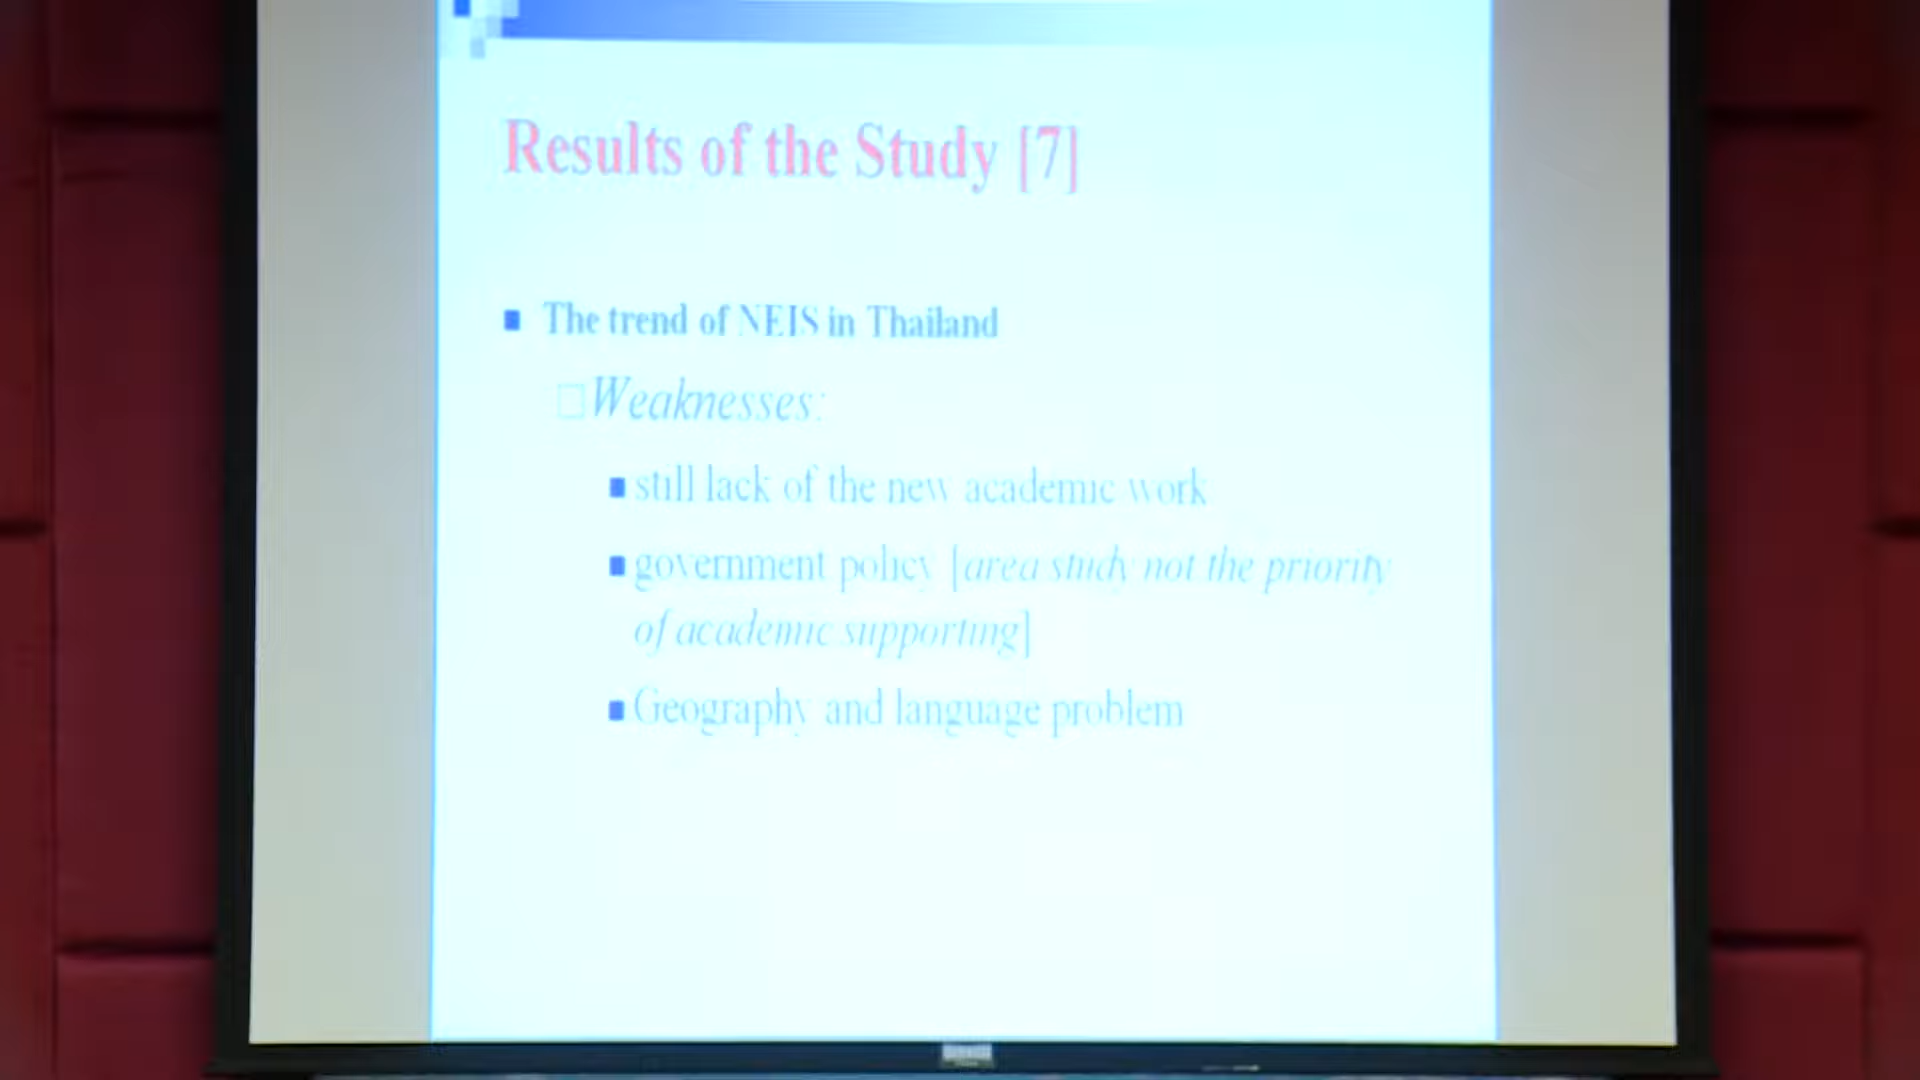 Results of the Study [7]
The trend of NEIS in Thailand
Weaknesses:
still lack of the new academic work
government policy [area study not the priority
of academic supporting]
Geography and language problem